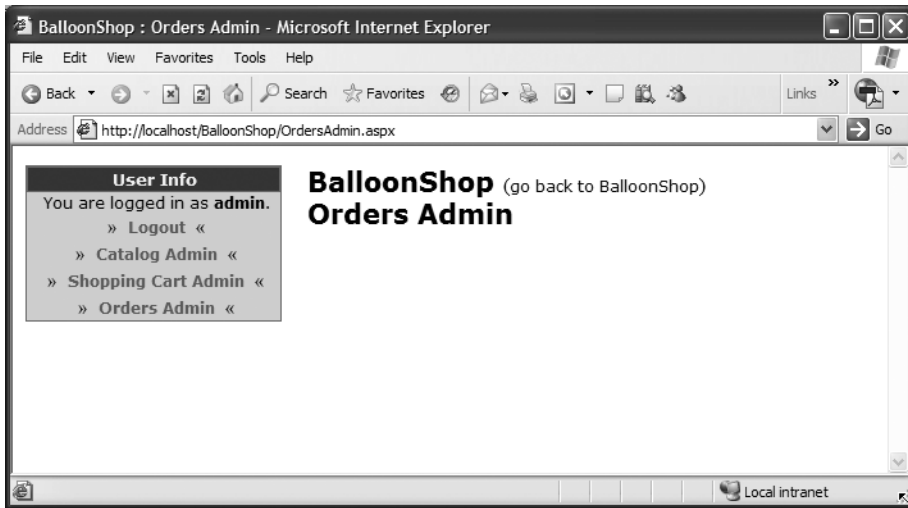 BalloonShop : Orders Admin - Microsoft Internet Explorer
File Edit View Favorites Tools Help
Back Search Favorites Links »
Address http://localhost/BalloonShop/OrdersAdmin.aspx Go
User Info
You are logged in as admin.
» Logout «
» Catalog Admin «
» Shopping Cart Admin «
» Orders Admin «
BalloonShop (go back to BalloonShop)
Orders Admin
Local intranet